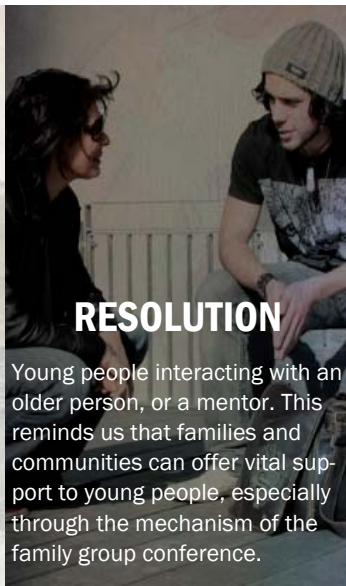 RESOLUTION
Young people interacting with an
older person, or a mentor. This
reminds us that families and
communities can offer vital sup-
port to young people, especially
through the mechanism of the
family group conference.